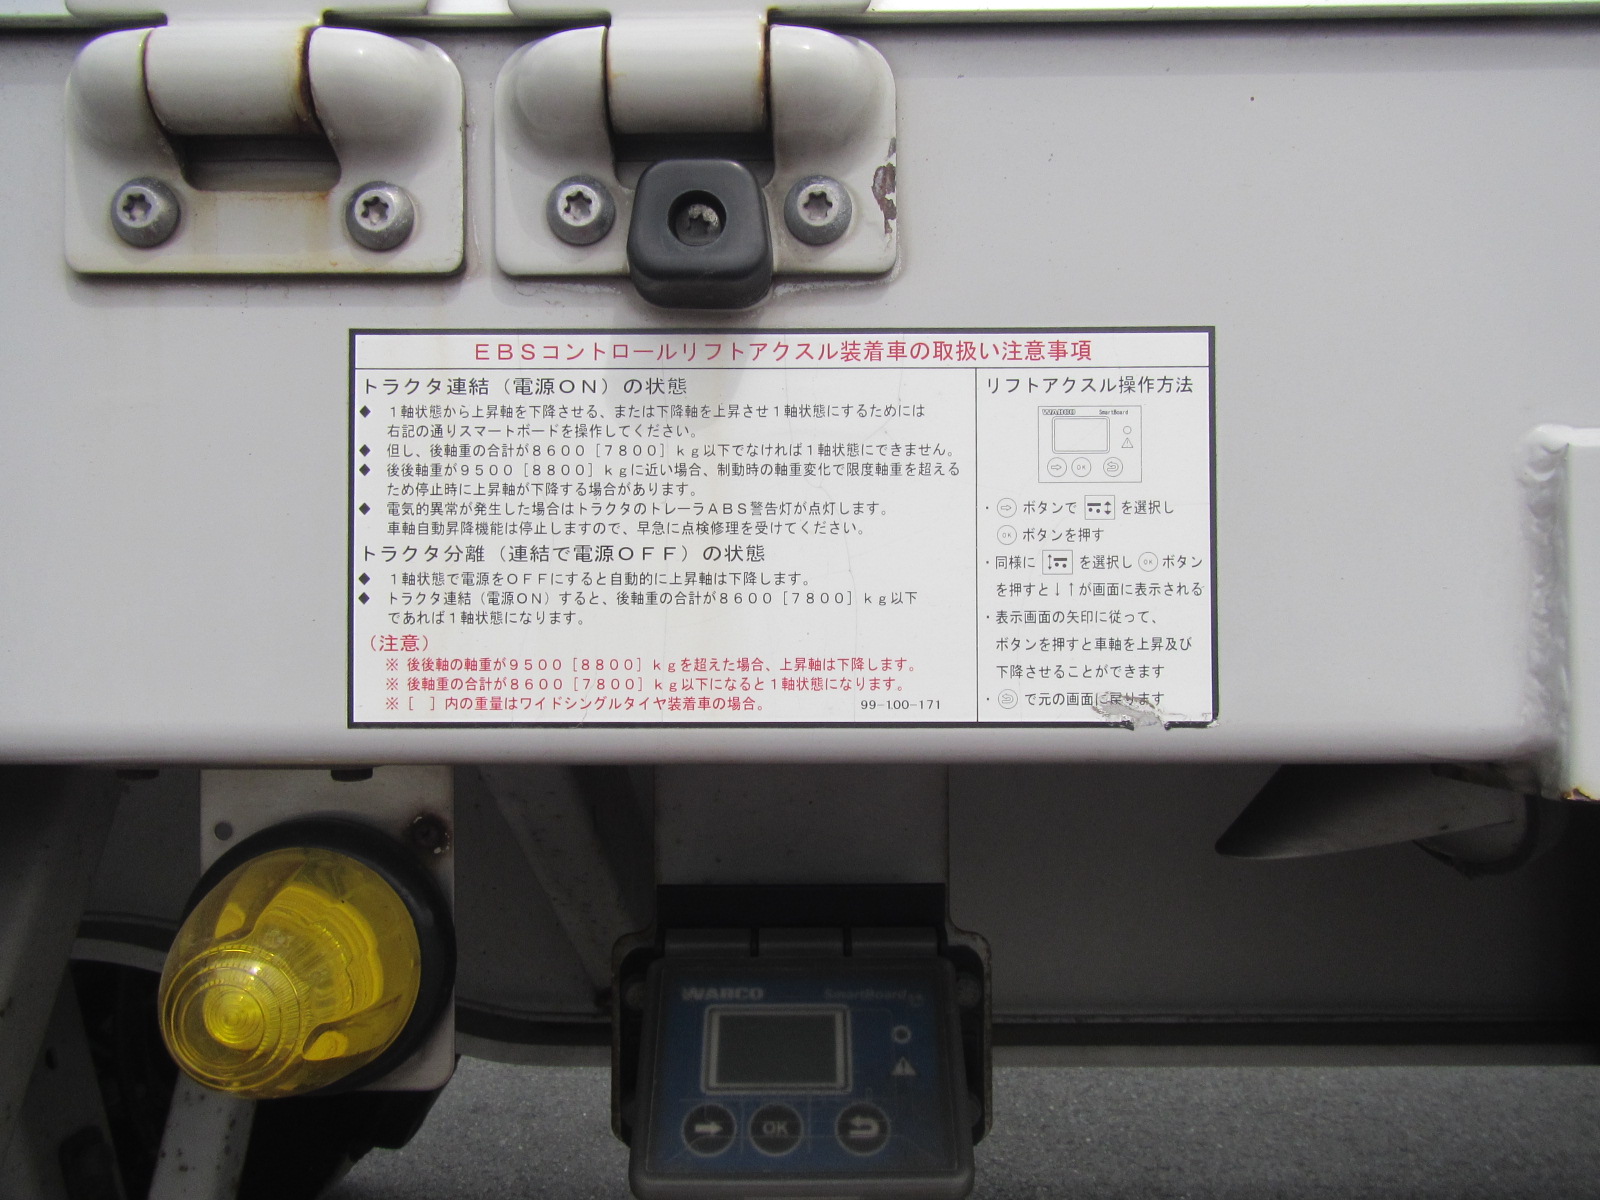 EBSコントロールリフトアクスル装着車の取扱い注意事項
トラクタ連結(電源ON)の状態
◆ 1軸状態から上昇軸を下降させる、または下降軸を上昇させ1軸状態にするためには
右記の通りスマートボードを操作してください。
◆ 但し、後軸重の合計が8600[7800]kg以下でなければ1軸状態にできません。
◆ 後後軸重が9500[8800]kgに近い場合、制動時の軸重変化で限度軸重を超える
ため停止時に上昇軸が下降する場合があります。
◆ 電気的異常が発生した場合はトラクタのトレーラABS警告灯が点灯します。
車軸自動昇降機能は停止しますので、早急に点検修理を受けてください。
トラクタ分離(連結で電源OFF)の状態
◆ 1軸状態で電源をOFFにすると自動的に上昇軸は下降します。
◆ トラクタ連結(電源ON)すると、後軸重の合計が8600[7800]kg以下
であれば1軸状態になります。
(注意)
※ 後後軸の軸重が9500[8800]kgを超えた場合、上昇軸は下降します。
※ 後軸重の合計が8600[7800]kg以下になると1軸状態になります。
※[ ]内の重量はワイドシングルタイヤ装着車の場合。 99-100-171
リフトアクスル操作方法
WABCO SmartBoard
OK
・⇨ ボタンで を選択し
OK ボタンを押す
・同様に を選択し OK ボタン
を押すと↓↑が画面に表示される
・表示画面の矢印に従って、
ボタンを押すと車軸を上昇及び
下降させることができます
・ で元の画面に戻ります
WABCO SmartBoard
OK